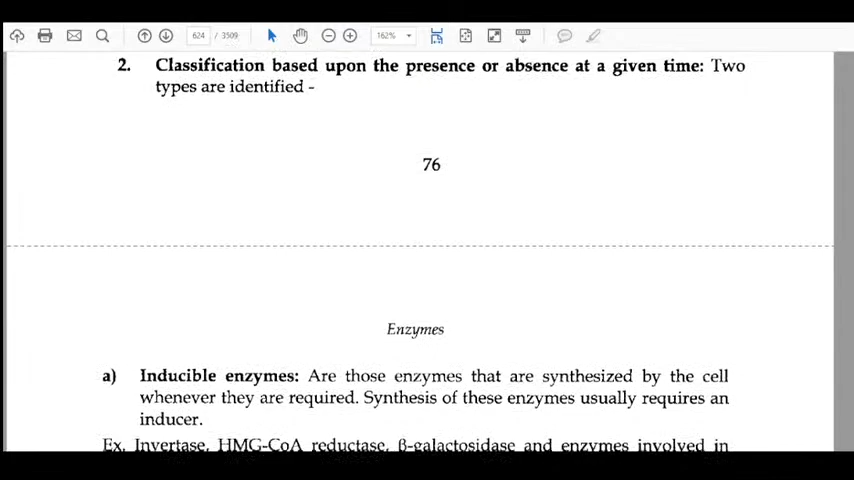 624 / 3509
162%
2. Classification based upon the presence or absence at a given time: Two
types are identified -
76
Enzymes
a) Inducible enzymes: Are those enzymes that are synthesized by the cell
whenever they are required. Synthesis of these enzymes usually requires an
inducer.
Ex. Invertase, HMG-CoA reductase, β-galactosidase and enzymes involved in